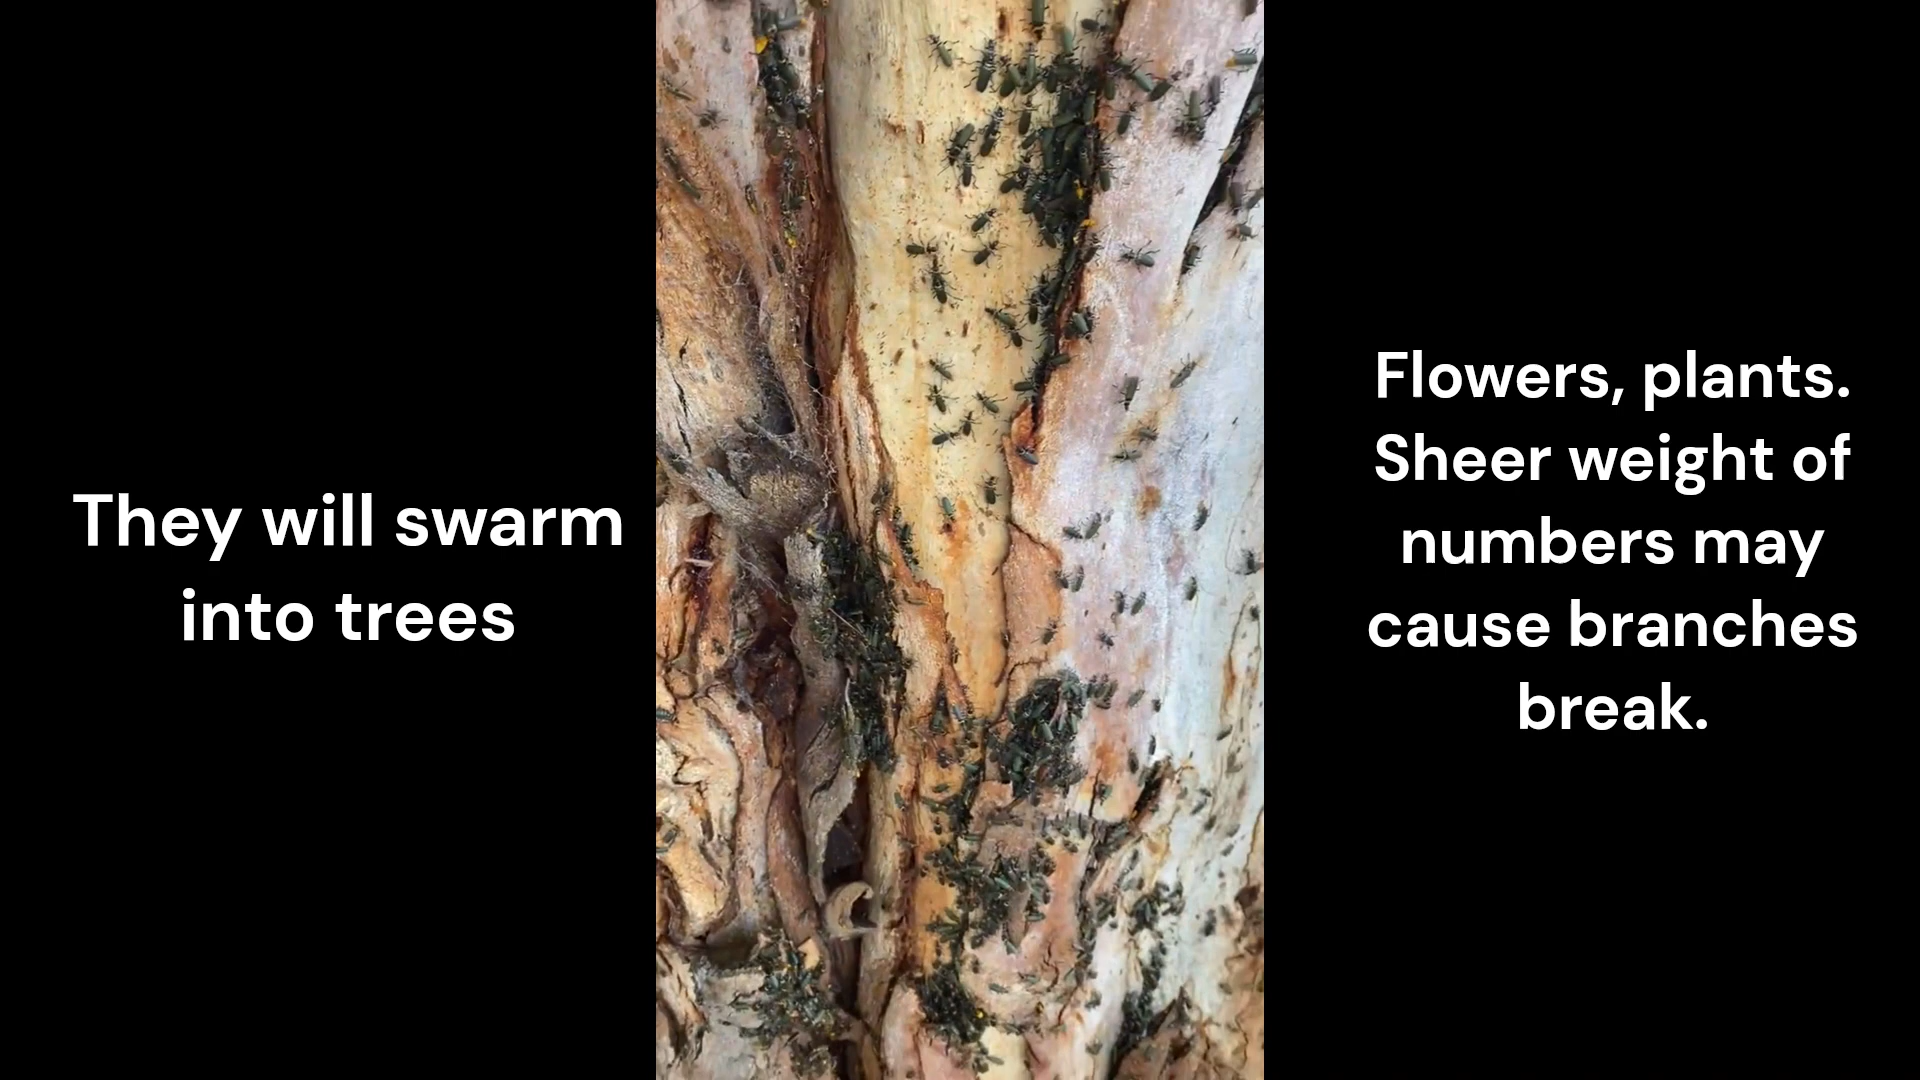 They will swarm
into trees
Flowers, plants.
Sheer weight of
numbers may
cause branches
break.